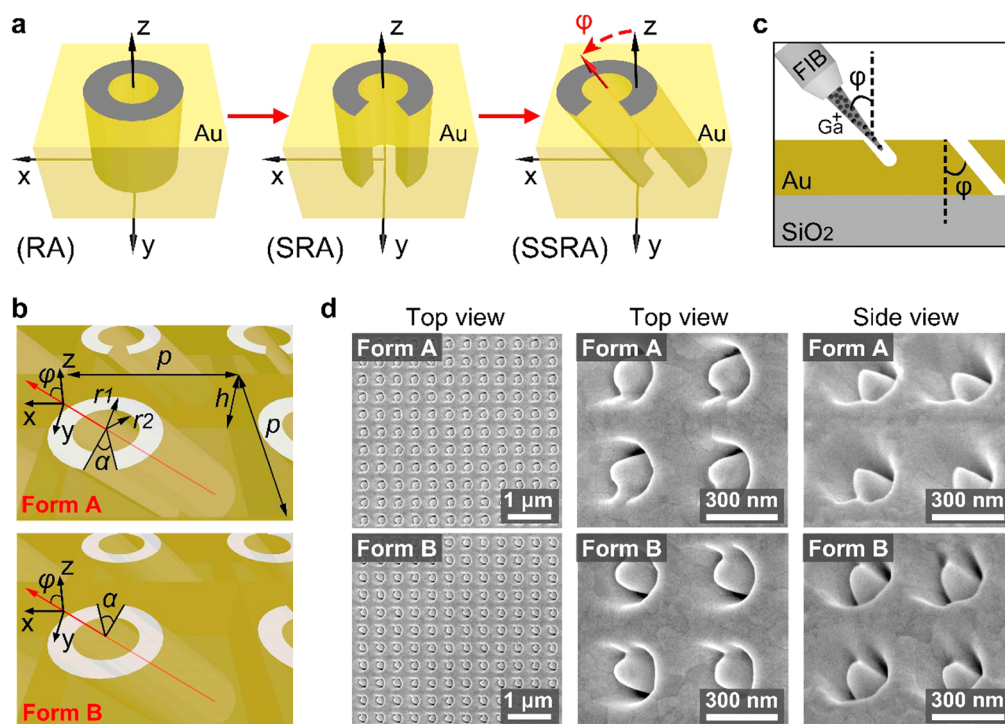 a
z
z
φ
z
Au
Au
Au
x
x
x
y
y
y
(RA)
(SRA)
(SSRA)
c
FIB
φ
Ga+
Au
φ
SiO2
b
p
φ
z
h
x
r1
p
y
r2
α
Form A
φ
z
α
x
y
Form B
d
Top view
Top view
Side view
Form A
Form A
Form A
1 μm
300 nm
300 nm
Form B
Form B
Form B
1 μm
300 nm
300 nm